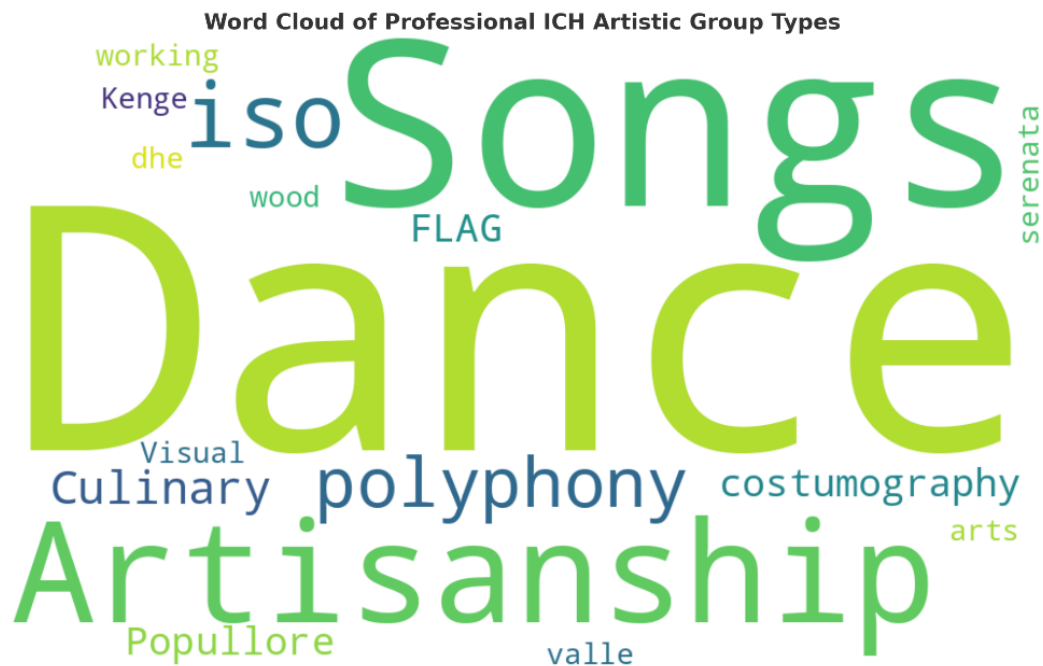 Word Cloud of Professional ICH Artistic Group Types
working
Kenge
iso
Songs
dhe
serenata
wood
FLAG
Dance
Visual
Culinary
polyphony
costumography
Artisanship
arts
Popullore
valle